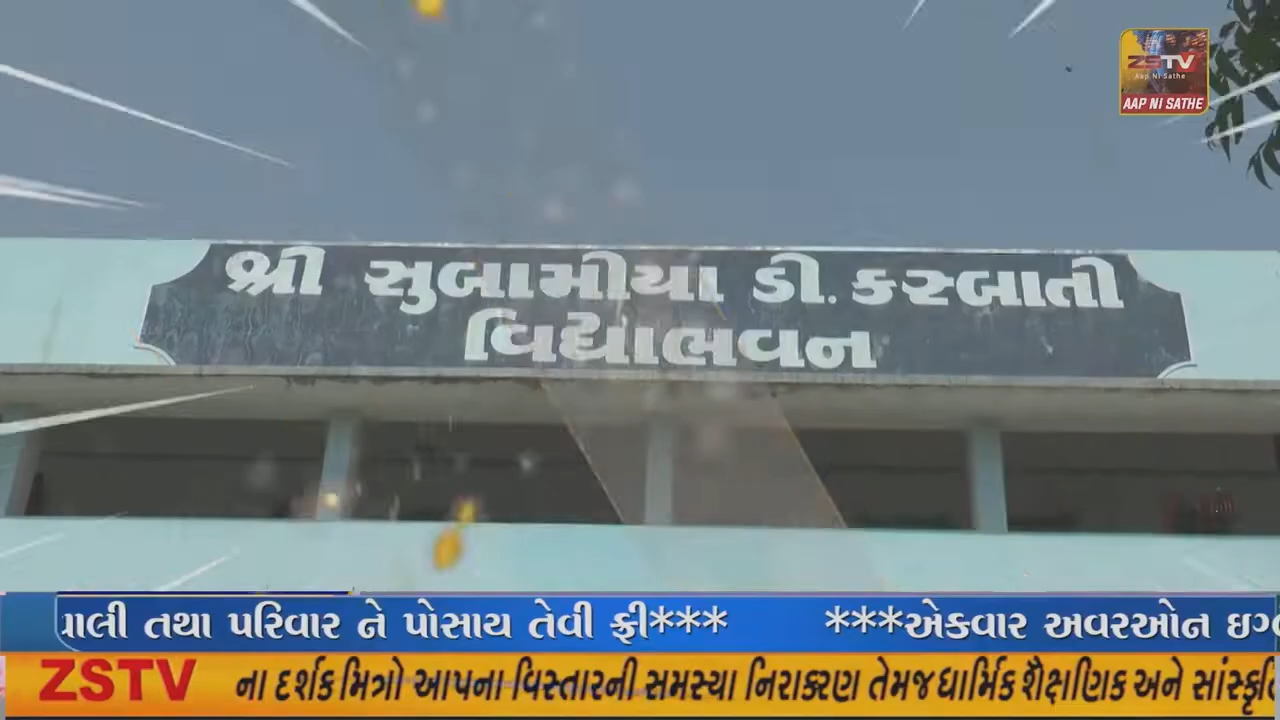 ZSTV
Aap Ni Sathe
AAP NI SATHE
શ્રી સુબામીયા ડી. કરબાતી
વિદ્યાભવન
તથા પરિવાર ને પોસાય તેવી ફી*** ***એકવાર અવરઓન
ZSTV ના દર્શક મિત્રો આપના વિસ્તારની સમસ્યા નિરાકરણ તેમજ ધાર્મિક શૈક્ષણિક અને